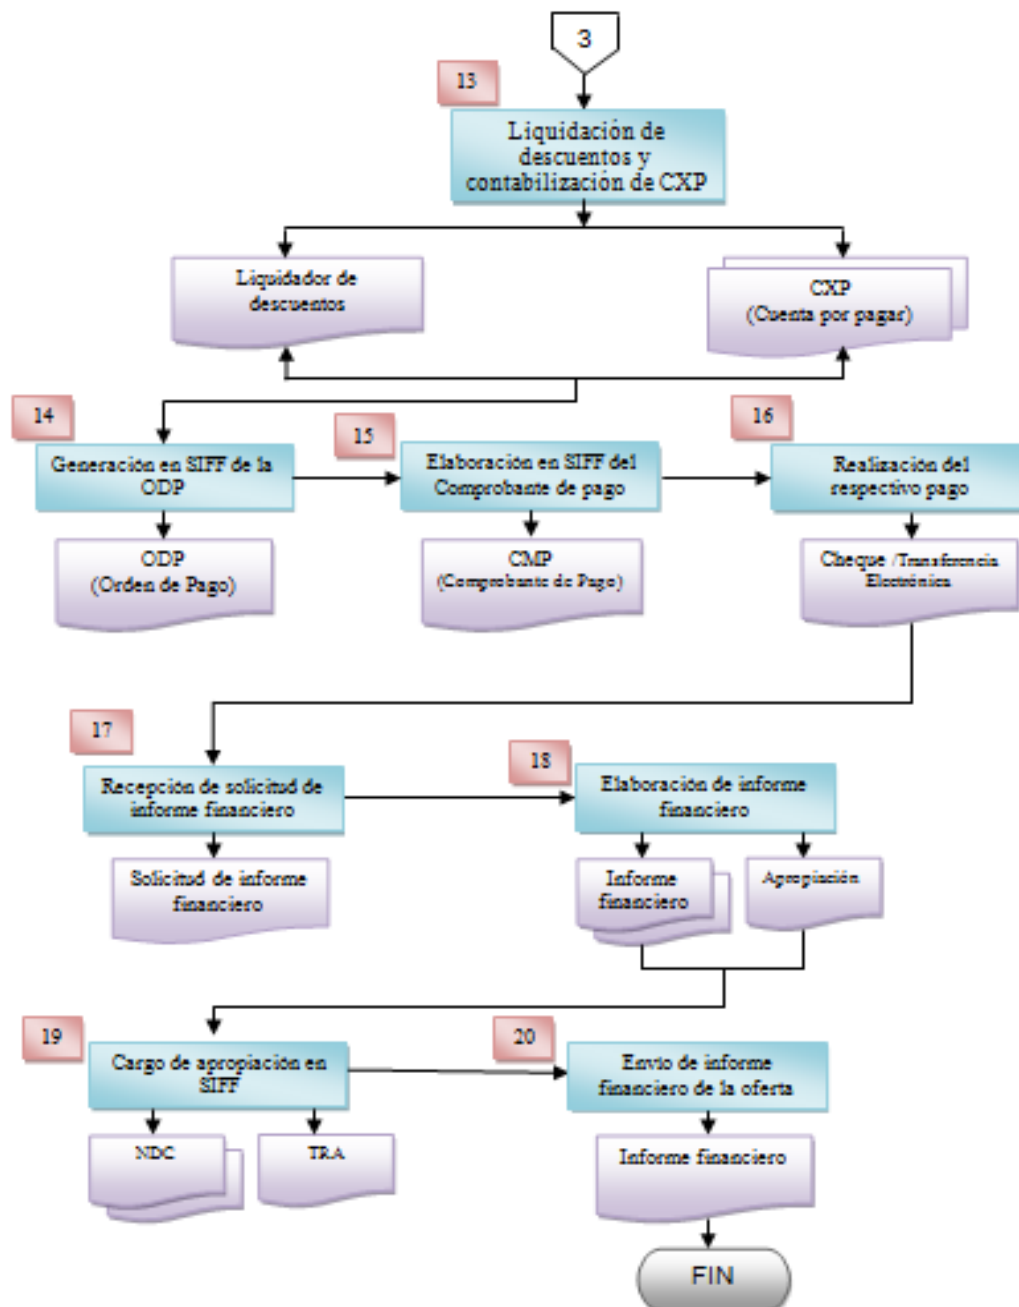 3
13
Liquidación de
descuentos y
contabilización de CXP
Liquidador de
descuentos
CXP
(Cuenta por pagar)
14
Generación en SIFF de la
ODP
15
Elaboración en SIFF del
Comprobante de pago
16
Realización del
respectivo pago
ODP
(Orden de Pago)
CMP
(Comprobante de Pago)
Cheque /Transferencia
Electrónica
17
Recepción de solicitud de
informe financiero
18
Elaboración de informe
financiero
Solicitud de informe
financiero
Informe
financiero
Apropiación
19
Cargo de apropiación en
SIFF
20
Envío de informe
financiero de la oferta
NDC
TRA
Informe financiero
FIN